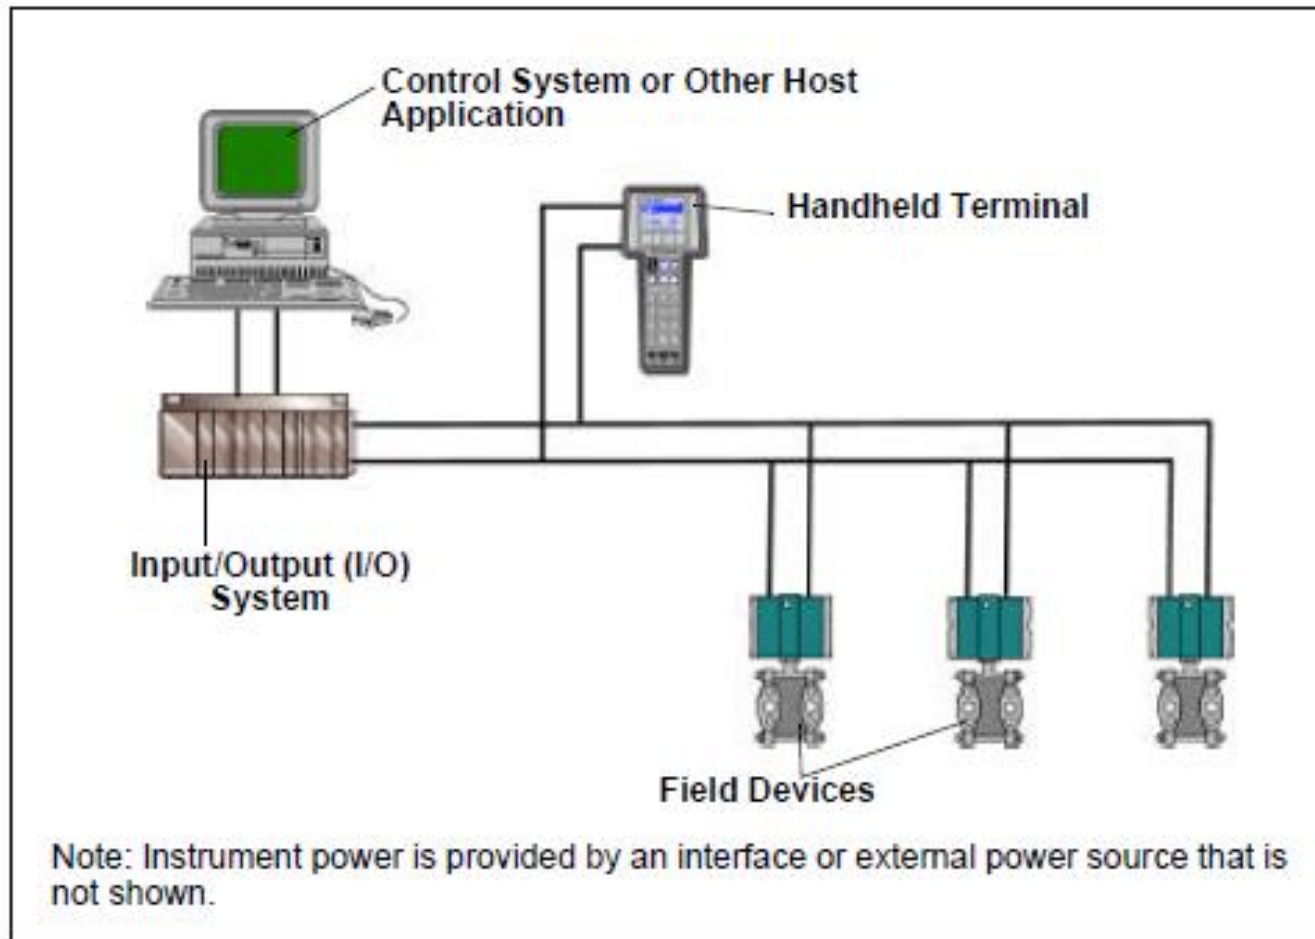 Control System or Other Host
Application
Handheld Terminal
Input/Output (I/O)
System
Field Devices
Note: Instrument power is provided by an interface or external power source that is
not shown.